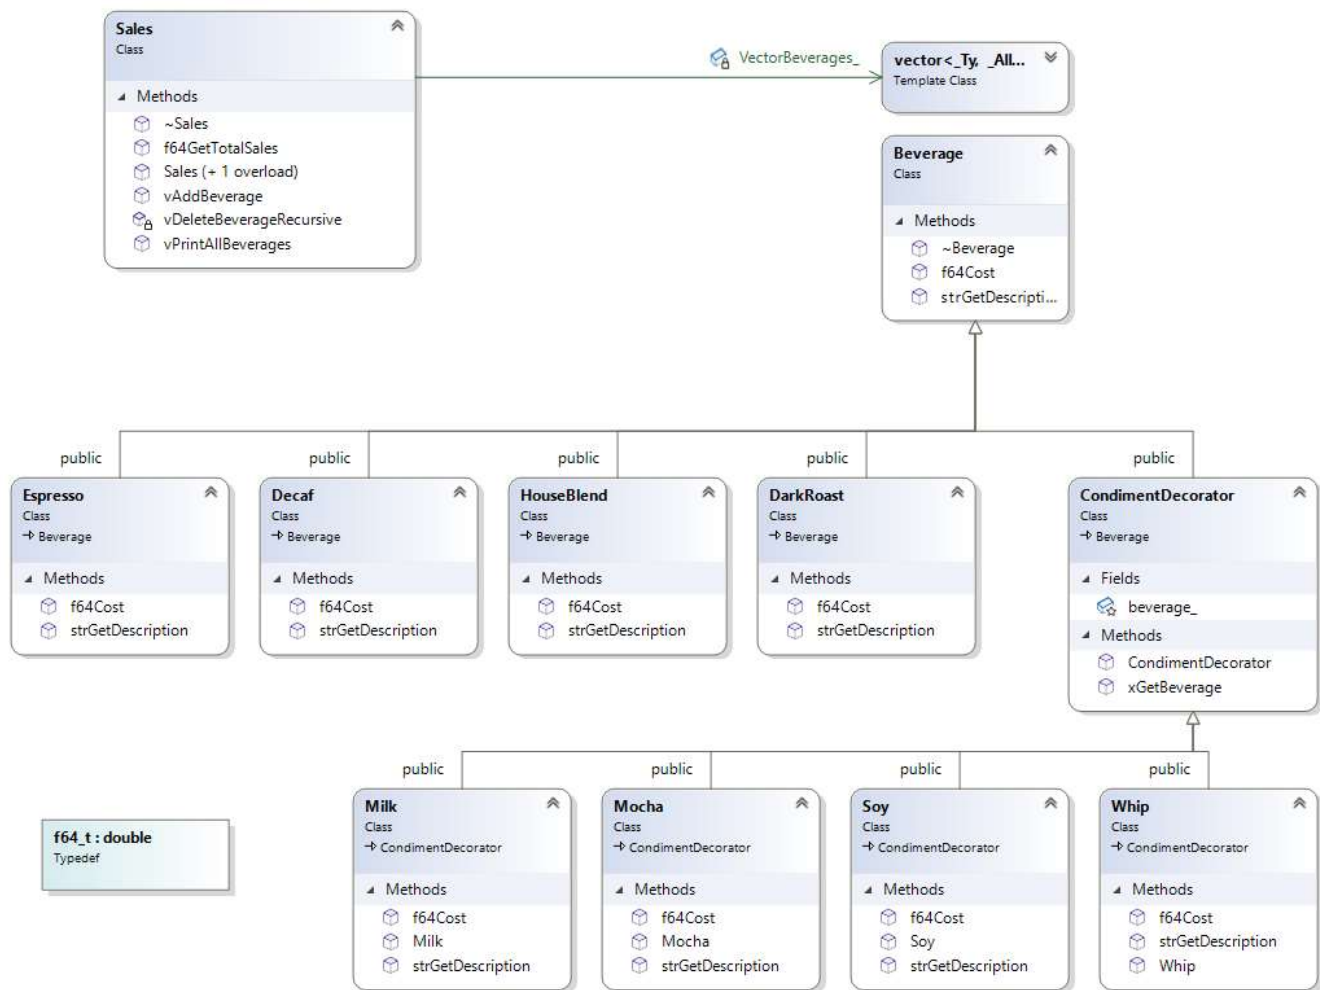 Sales
Class
Methods
~Sales
f64GetTotalSales
Sales (+ 1 overload)
vAddBeverage
vDeleteBeverageRecursive
vPrintAllBeverages
VectorBeverages_
vector<_Ty, _All...
Template Class
Beverage
Class
Methods
~Beverage
f64Cost
strGetDescripti...
public
public
public
public
public
Espresso
Class
Beverage
Methods
f64Cost
strGetDescription
Decaf
Class
Beverage
Methods
f64Cost
strGetDescription
HouseBlend
Class
Beverage
Methods
f64Cost
strGetDescription
DarkRoast
Class
Beverage
Methods
f64Cost
strGetDescription
CondimentDecorator
Class
Beverage
Fields
beverage_
Methods
CondimentDecorator
xGetBeverage
public
public
public
public
f64_t : double
Typedef
Milk
Class
CondimentDecorator
Methods
f64Cost
Milk
strGetDescription
Mocha
Class
CondimentDecorator
Methods
f64Cost
Mocha
strGetDescription
Soy
Class
CondimentDecorator
Methods
f64Cost
Soy
strGetDescription
Whip
Class
CondimentDecorator
Methods
f64Cost
strGetDescription
Whip